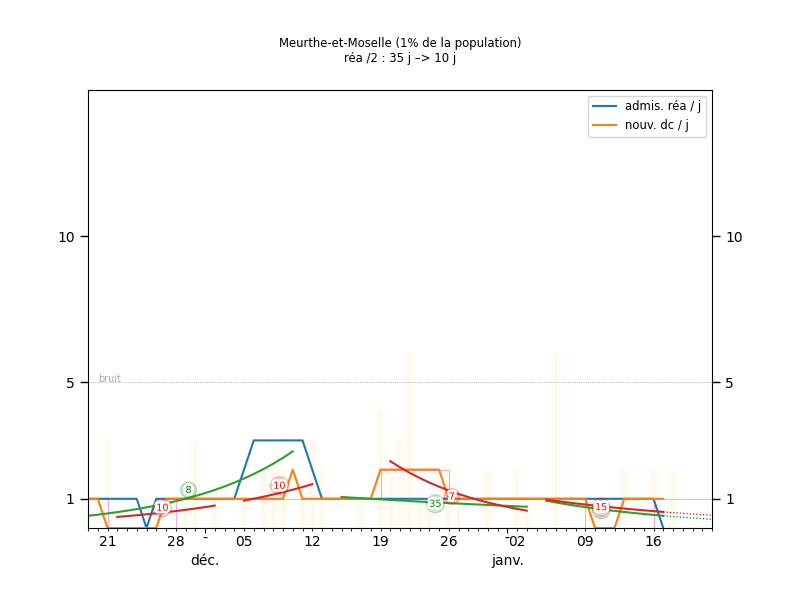 Meurthe-et-Moselle (1% de la population)
réa /2 : 35 j –> 10 j
admis. réa / j
nouv. dc / j
10 10
bruit
5 5
8
10
10
35
7
15
1 1
21 28 05 12 19 26 02 09 16
déc. janv.